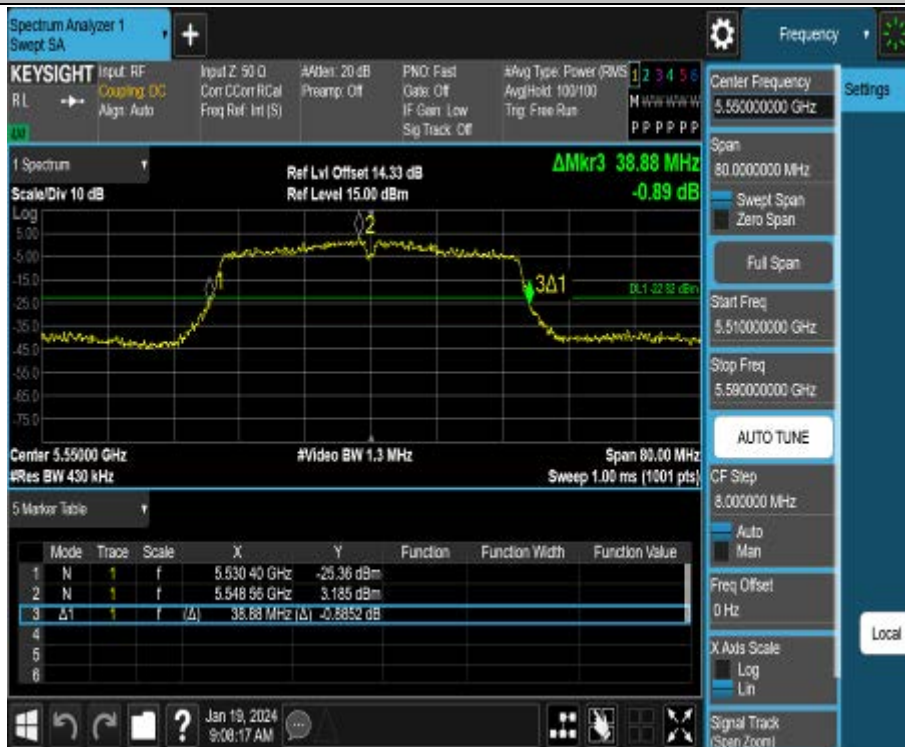 Spectrum Analyzer 1
Swept SA
Frequency
KEYSIGHT
RL
Input: RF
Coupling: DC
Align: Auto
Input Z: 50 Ω
Corr CCorr RCal
Freq Ref: Int (S)
#Atten: 20 dB
Preamp: Off
PNO: Fast
Gate: Off
IF Gain: Low
Sig Track: Off
#Avg Type: Power (RMS
Avg|Hold: 100/100
Trig: Free Run
1 2 3 4 5 6
M W W W W W
P P P P P P
1 Spectrum
Scale/Div 10 dB
Ref Lvl Offset 14.33 dB
Ref Level 15.00 dBm
ΔMkr3 38.88 MHz
-0.89 dB
Log
5.00
-5.00
-15.0
-25.0
-35.0
-45.0
-55.0
-65.0
-75.0
1
2
3Δ1
Center 5.55000 GHz
#Video BW 1.3 MHz
Span 80.00 MHz
#Res BW 430 kHz
Sweep 1.00 ms (1001 pts)
5 Marker Table
Mode Trace Scale X Y Function Function Width Function Value
1 N 1 f 5.530 40 GHz -25.36 dBm
2 N 1 f 5.548 56 GHz 3.185 dBm
3 Δ1 1 f (Δ) 38.88 MHz (Δ) -0.8852 dB
4
5
6
Jan 19, 2024
9:08:17 AM
Center Frequency
5.550000000 GHz
Span
80.0000000 MHz
Swept Span
Zero Span
Full Span
Start Freq
5.510000000 GHz
Stop Freq
5.590000000 GHz
AUTO TUNE
CF Step
8.000000 MHz
Auto
Man
Freq Offset
0 Hz
X Axis Scale
Log
Lin
Signal Track
(Span Zoom)
Settings
Local